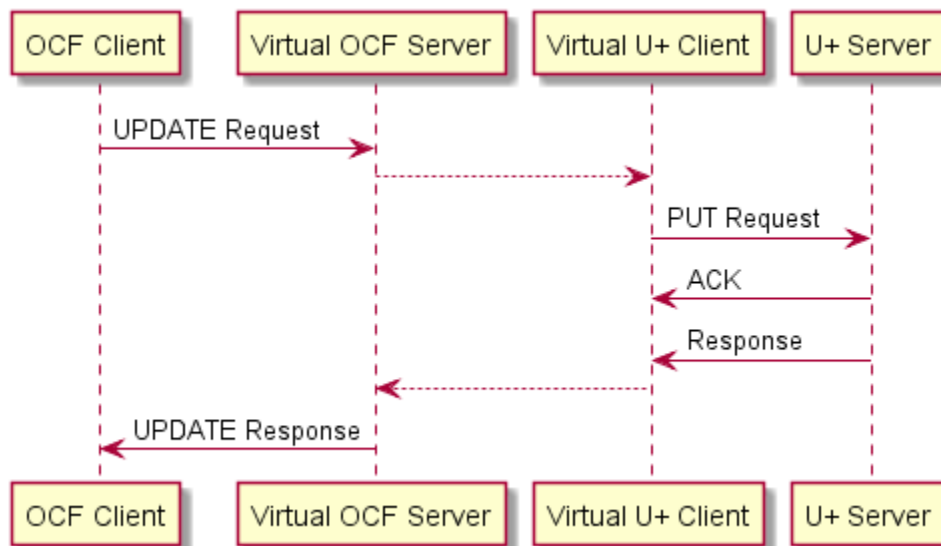 OCF Client
Virtual OCF Server
Virtual U+ Client
U+ Server
UPDATE Request
PUT Request
ACK
Response
UPDATE Response
OCF Client
Virtual OCF Server
Virtual U+ Client
U+ Server